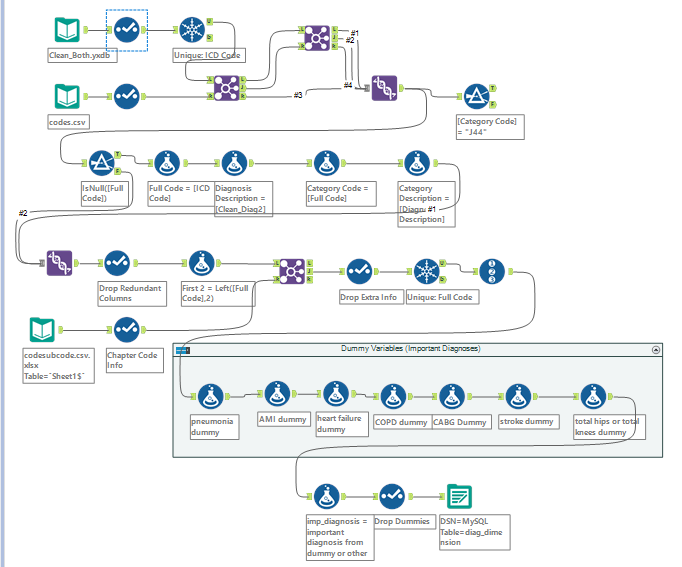 Clean_Both.yxdb
Unique: ICD Code
#1
#2
#3
#4
codes.csv
[Category Code]
= "J44"
IsNull([Full
Code])
Full Code = [ICD
Code]
Diagnosis
Description =
[Clean_Diag2]
Category Code =
[Full Code]
Category
Description =
[Diagn
Description]
#1
#2
Drop Redundant
Columns
First 2 = Left([Full
Code],2)
Drop Extra Info
Unique: Full Code
codesubcode.csv.
xlsx
Table=`Sheet1$`
Chapter Code
Info
Dummy Variables (Important Diagnoses)
pneumonia
dummy
AMI dummy
heart failure
dummy
COPD dummy
CABG Dummy
stroke dummy
total hips or total
knees dummy
imp_diagnosis =
important
diagnosis from
dummy or other
Drop Dummies
DSN=MySQL
Table=diag_dime
nsion